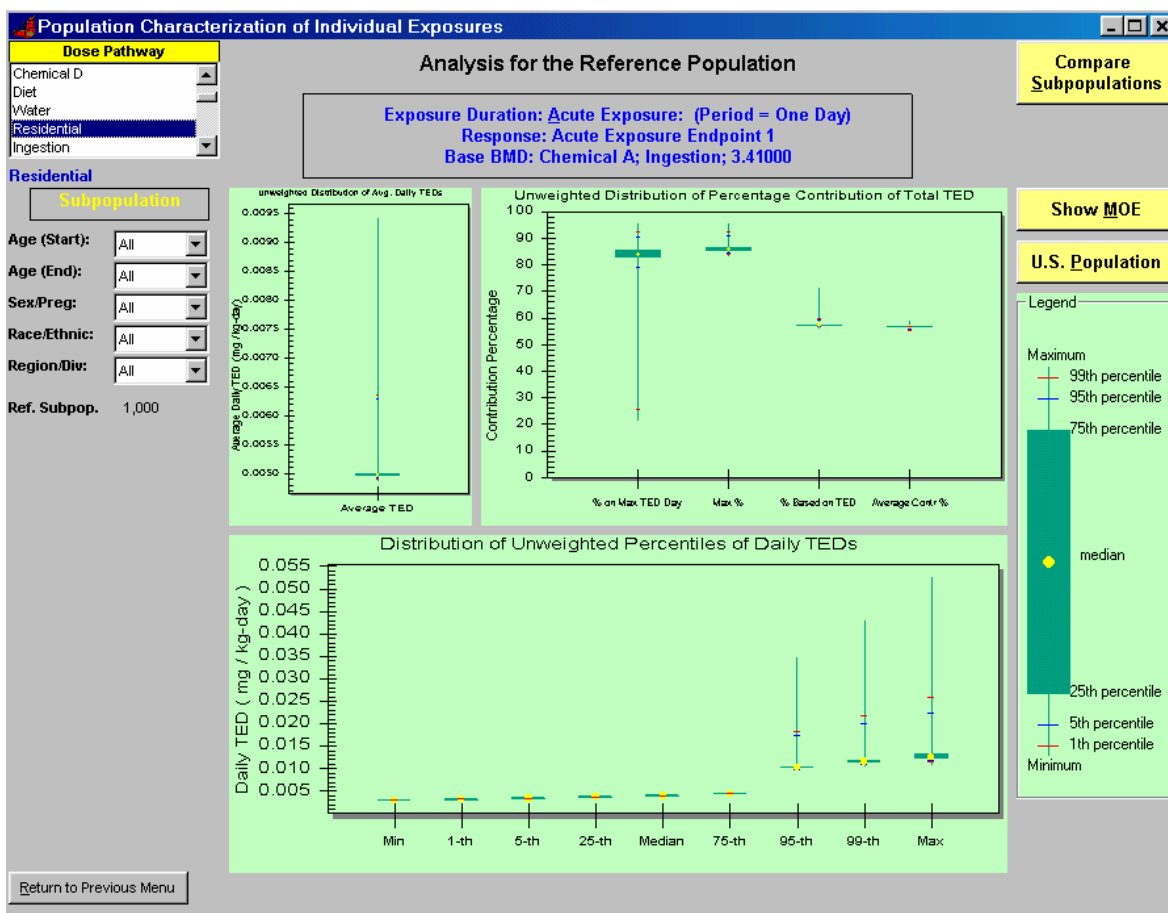 Population Characterization of Individual Exposures
Dose Pathway
Chemical D
Diet
Water
Residential
Ingestion
Residential
Subpopulation
Age (Start): All
Age (End): All
Sex/Preg: All
Race/Ethnic: All
Region/Div: All
Ref. Subpop. 1,000
Return to Previous Menu
Analysis for the Reference Population
Exposure Duration: Acute Exposure: (Period = One Day)
Response: Acute Exposure Endpoint 1
Base BMD: Chemical A; Ingestion; 3.41000
Unweighted Distribution of Avg. Daily TEDs
Average Daily TED (mg /kg-day)
0.0095
0.0090
0.0085
0.0080
0.0075
0.0070
0.0065
0.0060
0.0055
0.0050
Average TED
Unweighted Distribution of Percentage Contribution of Total TED
Contribution Percentage
100
90
80
70
60
50
40
30
20
10
0
% on Max TED Day Max % % Based on TED Average Contr %
Distribution of Unweighted Percentiles of Daily TEDs
Daily TED ( mg / kg-day )
0.055
0.050
0.045
0.040
0.035
0.030
0.025
0.020
0.015
0.010
0.005
Min 1-th 5-th 25-th Median 75-th 95-th 99-th Max
Compare
Subpopulations
Show MOE
U.S. Population
Legend
Maximum
99th percentile
95th percentile
75th percentile
median
25th percentile
5th percentile
1th percentile
Minimum